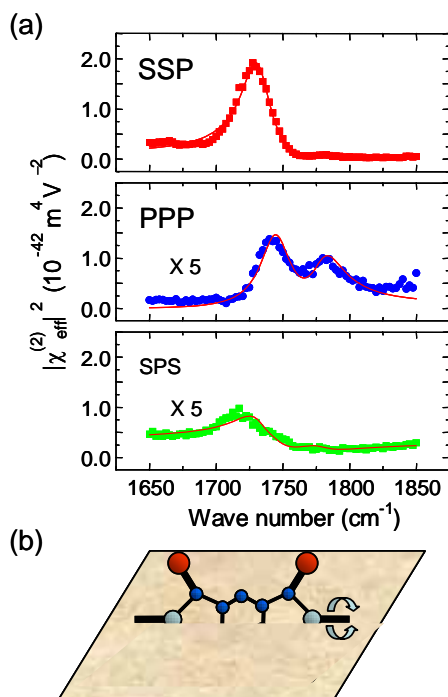 (a)
2.0
SSP
1.0
0.0
2.0
PPP
1.0
X 5
0.0
2.0
SPS
1.0
X 5
0.0
|χ(2)eff|2 (10-42 m4V-2)
1650 1700 1750 1800 1850
Wave number (cm-1)
(b)